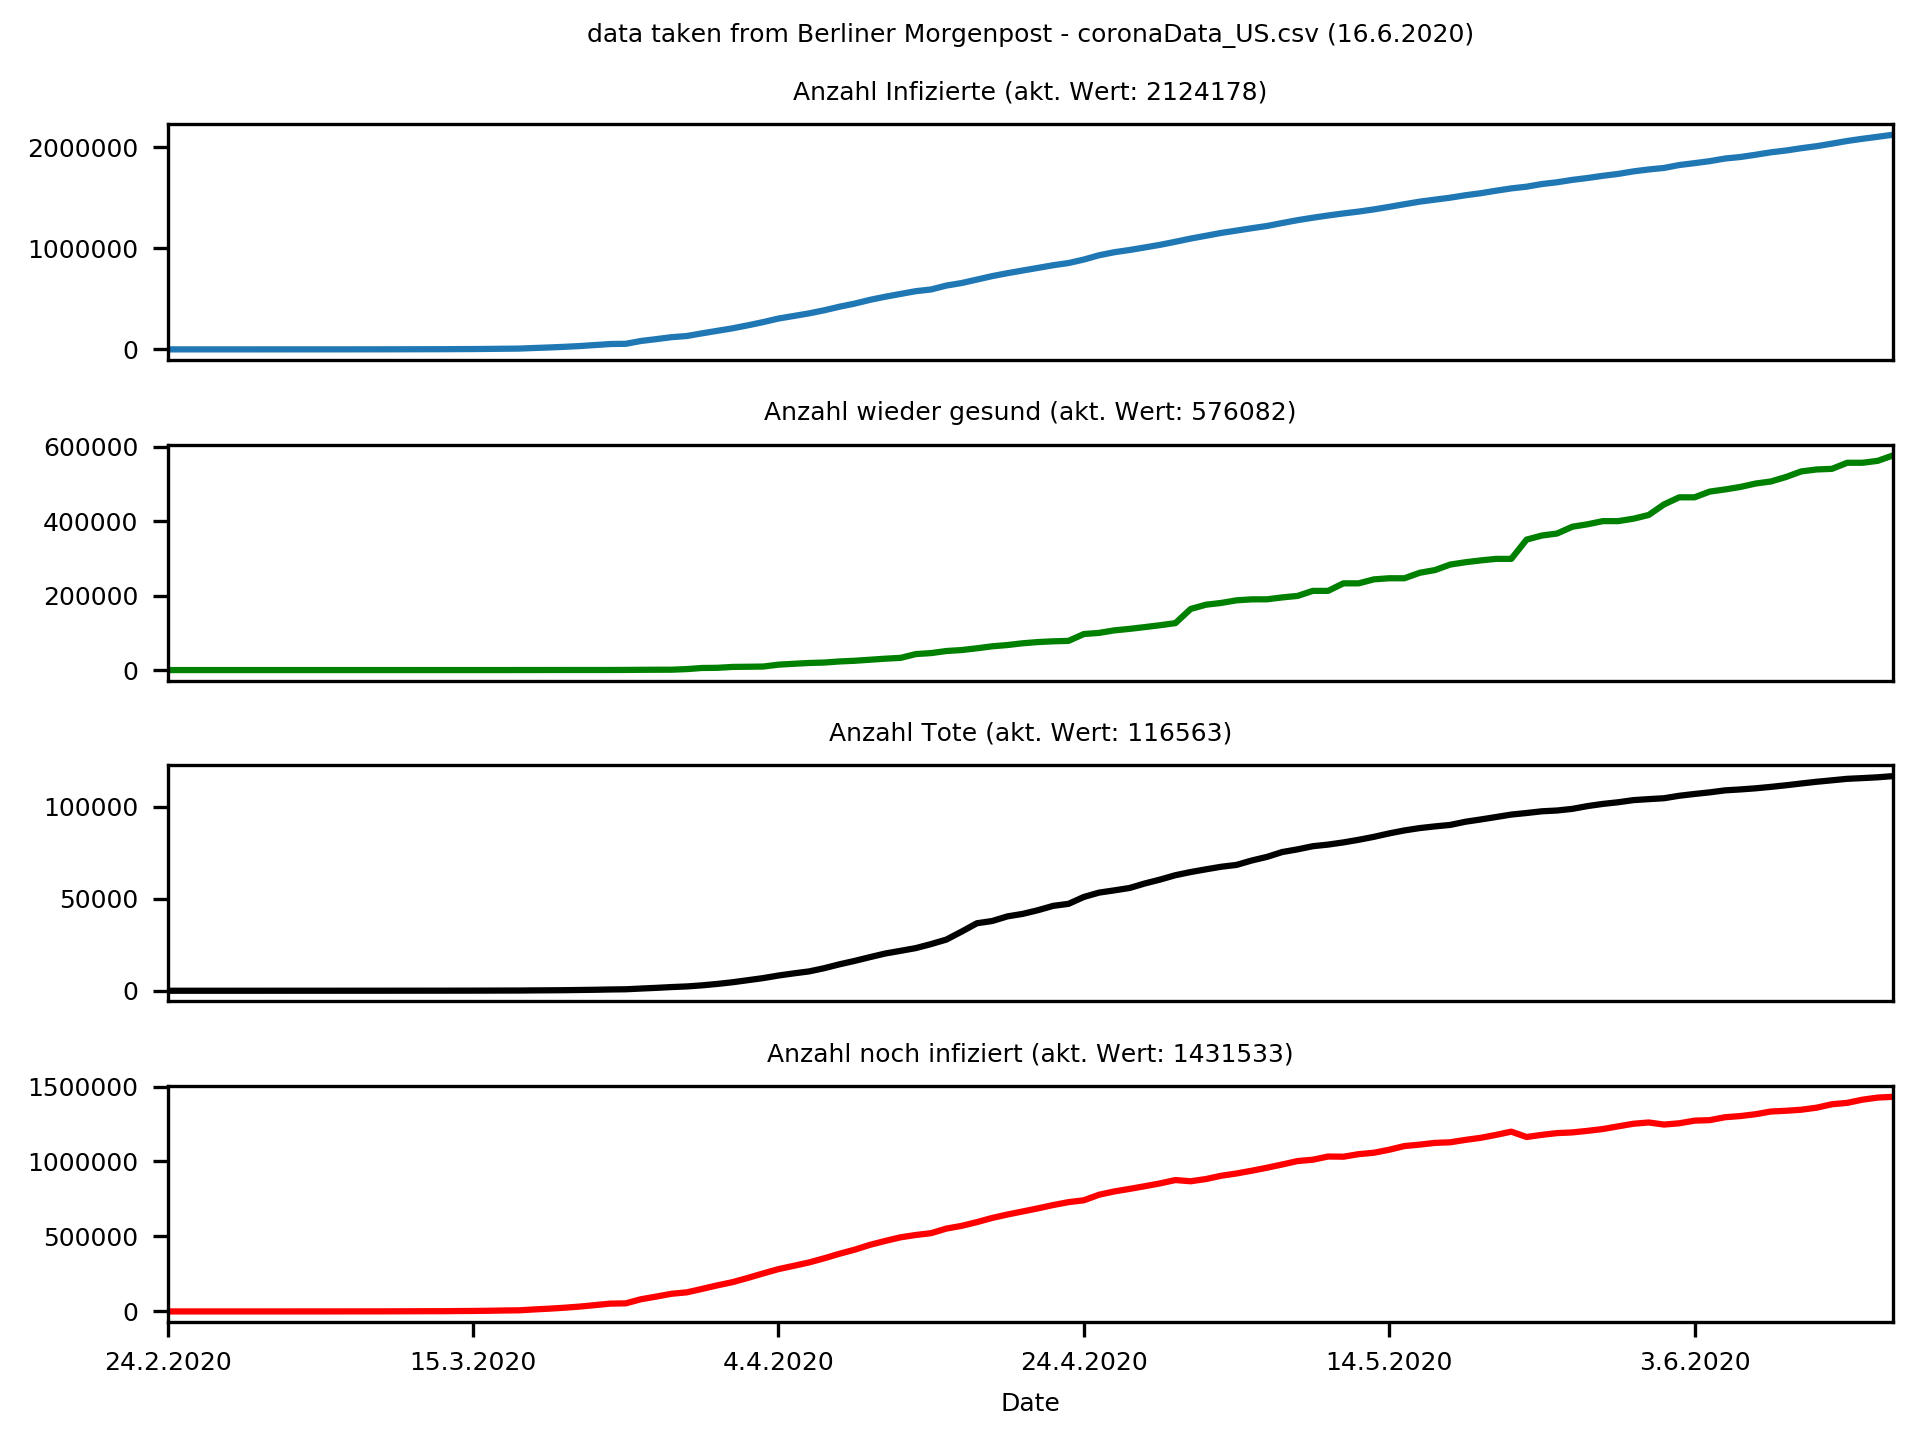 data taken from Berliner Morgenpost - coronaData_US.csv (16.6.2020)
Anzahl Infizierte (akt. Wert: 2124178)
2000000
1000000
0
Anzahl wieder gesund (akt. Wert: 576082)
600000
400000
200000
0
Anzahl Tote (akt. Wert: 116563)
100000
50000
0
Anzahl noch infiziert (akt. Wert: 1431533)
1500000
1000000
500000
0
24.2.2020 15.3.2020 4.4.2020 24.4.2020 14.5.2020 3.6.2020
Date